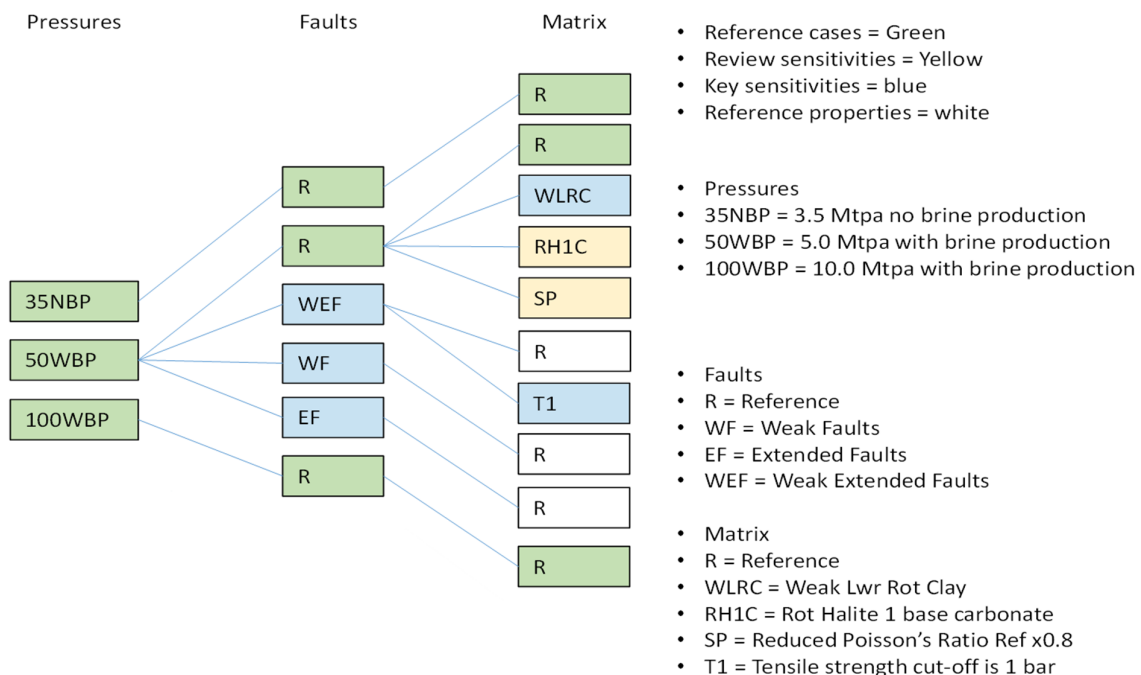 Pressures
Faults
Matrix
35NBP
50WBP
100WBP
R
R
WEF
WF
EF
R
R
R
WLRC
RH1C
SP
R
T1
R
R
R
• Reference cases = Green
• Review sensitivities = Yellow
• Key sensitivities = blue
• Reference properties = white
• Pressures
• 35NBP = 3.5 Mtpa no brine production
• 50WBP = 5.0 Mtpa with brine production
• 100WBP = 10.0 Mtpa with brine production
• Faults
• R = Reference
• WF = Weak Faults
• EF = Extended Faults
• WEF = Weak Extended Faults
• Matrix
• R = Reference
• WLRC = Weak Lwr Rot Clay
• RH1C = Rot Halite 1 base carbonate
• SP = Reduced Poisson's Ratio Ref x0.8
• T1 = Tensile strength cut-off is 1 bar